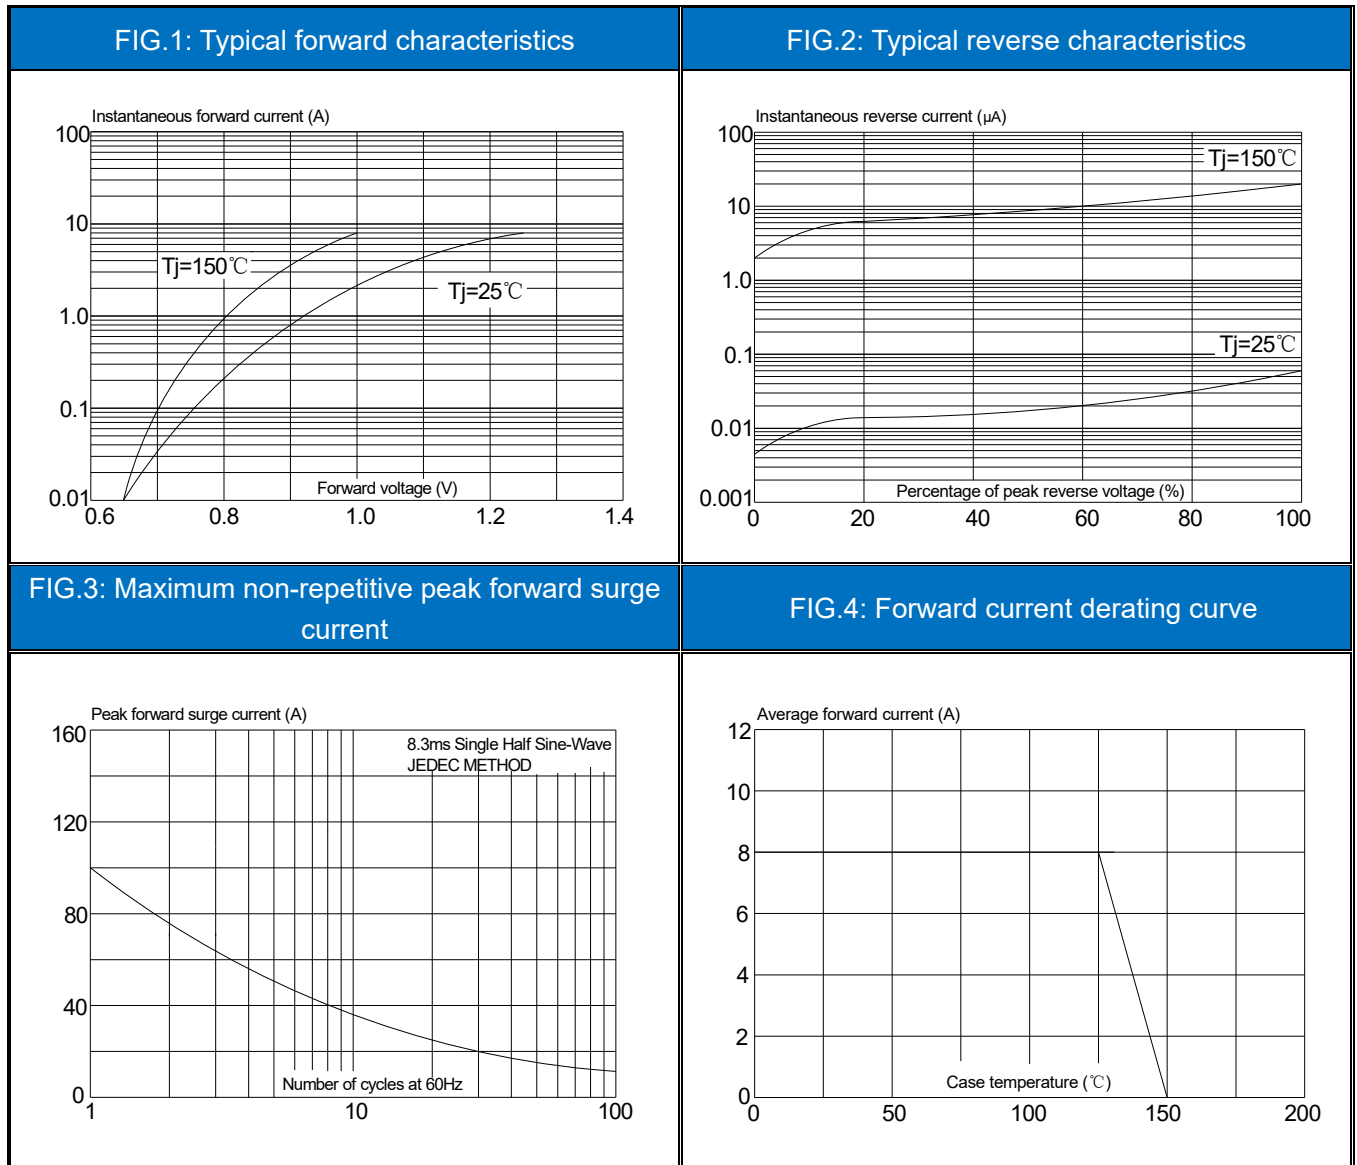 FIG.1: Typical forward characteristics
FIG.2: Typical reverse characteristics
Instantaneous forward current (A)
100
10
1.0
0.1
0.01
Tj=150℃
Tj=25℃
Forward voltage (V)
0.6 0.8 1.0 1.2 1.4
Instantaneous reverse current (μA)
100
10
1.0
0.1
0.01
0.001
Tj=150℃
Tj=25℃
Percentage of peak reverse voltage (%)
0 20 40 60 80 100
FIG.3: Maximum non-repetitive peak forward surge
current
FIG.4: Forward current derating curve
Peak forward surge current (A)
160
120
80
40
0
8.3ms Single Half Sine-Wave
JEDEC METHOD
Number of cycles at 60Hz
1 10 100
Average forward current (A)
12
10
8
6
4
2
0
Case temperature (℃)
0 50 100 150 200